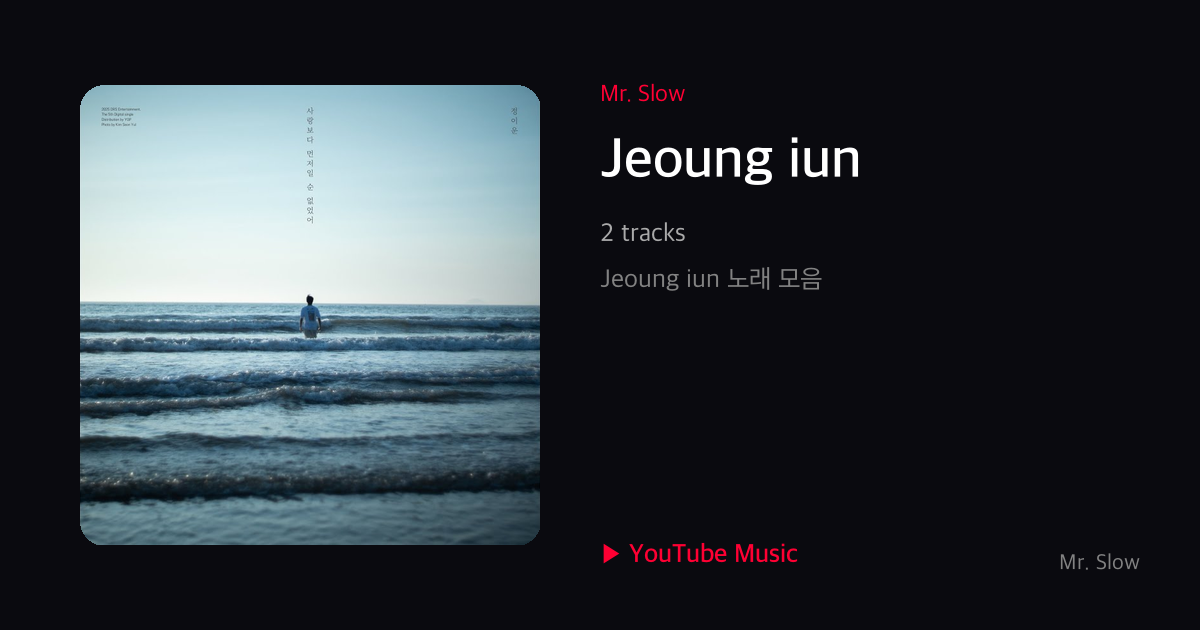 사랑보다 먼저일 순 없었어
정이운
Mr. Slow
Jeoung iun
2 tracks
Jeoung iun 노래 모음
YouTube Music
Mr. Slow